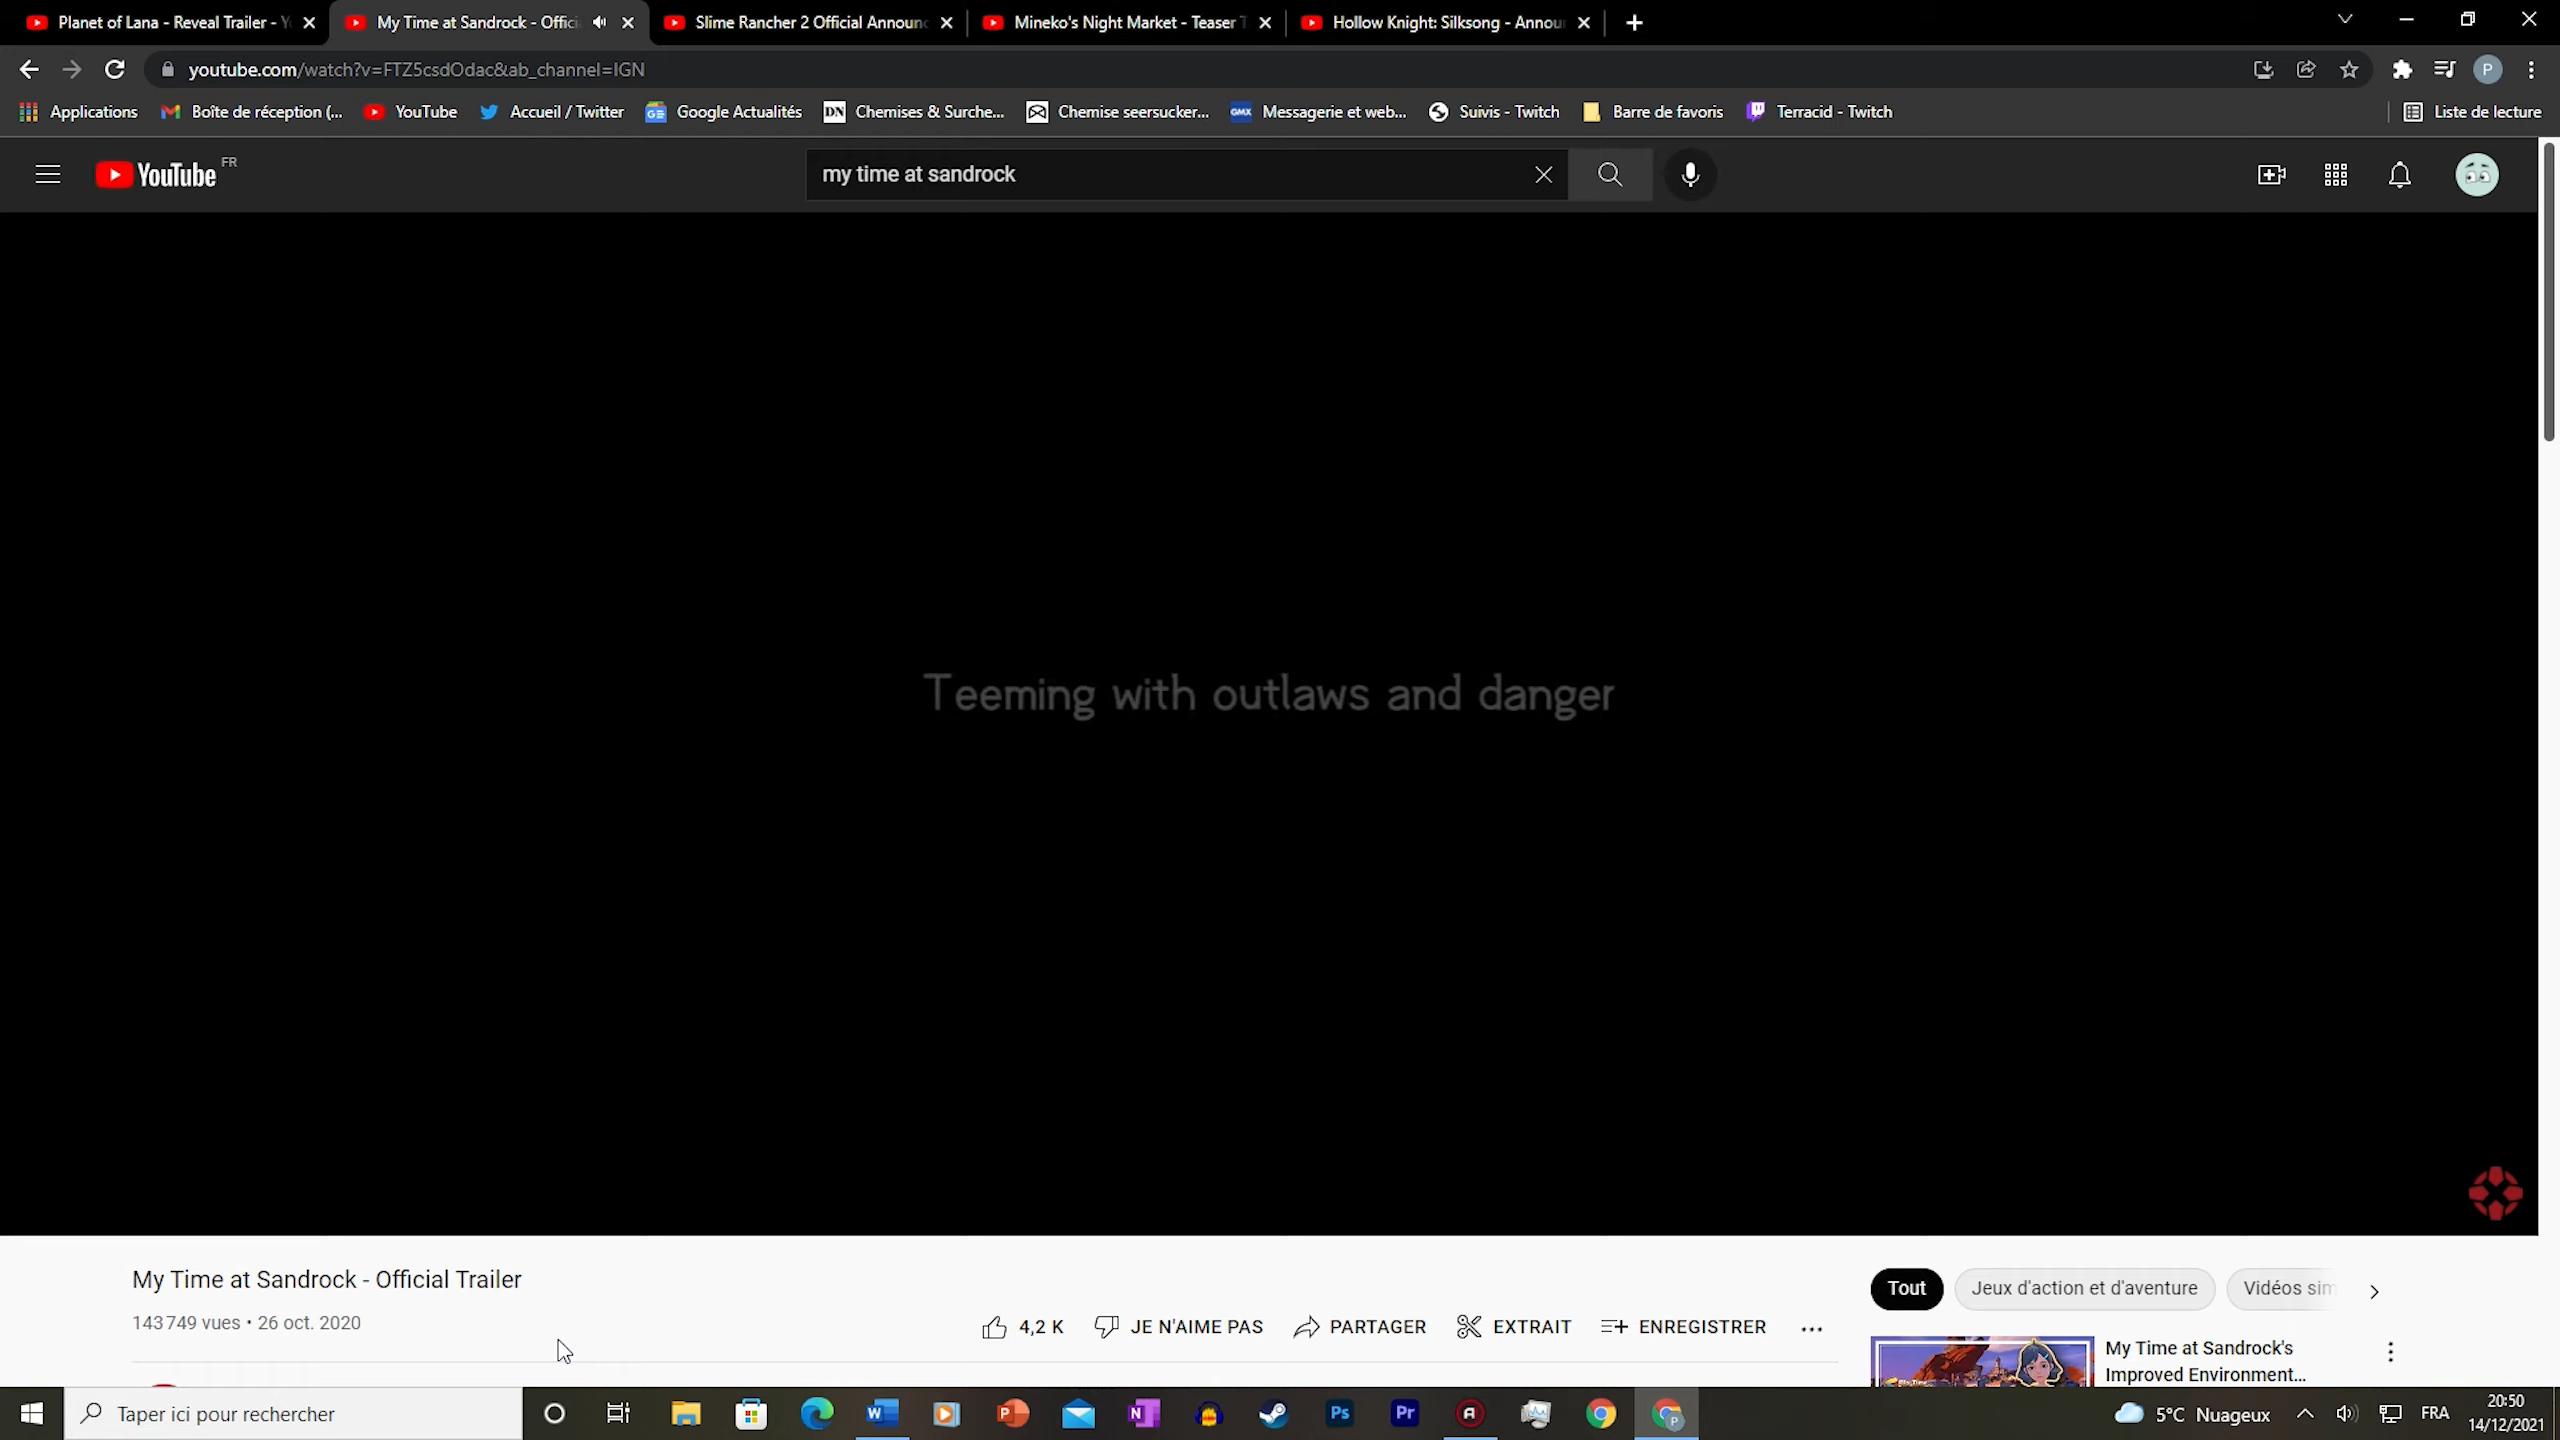 Planet of Lana - Reveal Trailer - Y
My Time at Sandrock - Offici
Slime Rancher 2 Official Announ
Mineko's Night Market - Teaser T
Hollow Knight: Silksong - Annou
youtube.com/watch?v=FTZ5csdOdac&ab_channel=IGN
P
Applications
Boîte de réception (...
YouTube
Accueil / Twitter
Google Actualités
DN Chemises & Surche...
Chemise seersucker...
GMX Messagerie et web...
Suivis - Twitch
Barre de favoris
Terracid - Twitch
Liste de lecture
YouTube FR
my time at sandrock
Teeming with outlaws and danger
My Time at Sandrock - Official Trailer
143 749 vues • 26 oct. 2020
4,2 K
JE N'AIME PAS
PARTAGER
EXTRAIT
ENREGISTRER
Tout
Jeux d'action et d'aventure
Vidéos sim
My Time at Sandrock's
Improved Environment...
Taper ici pour rechercher
Ps
Pr
5°C Nuageux
FRA
20:50
14/12/2021